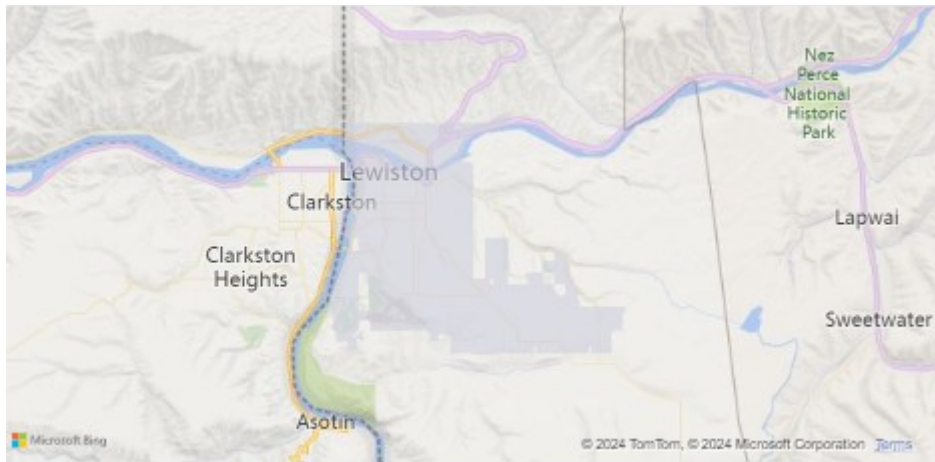 Nez
Perce
National
Historic
Park
Lewiston
Clarkston
Lapwai
Clarkston
Heights
Sweetwater
Asotin
Microsoft Bing
© 2024 TomTom, © 2024 Microsoft Corporation Terms